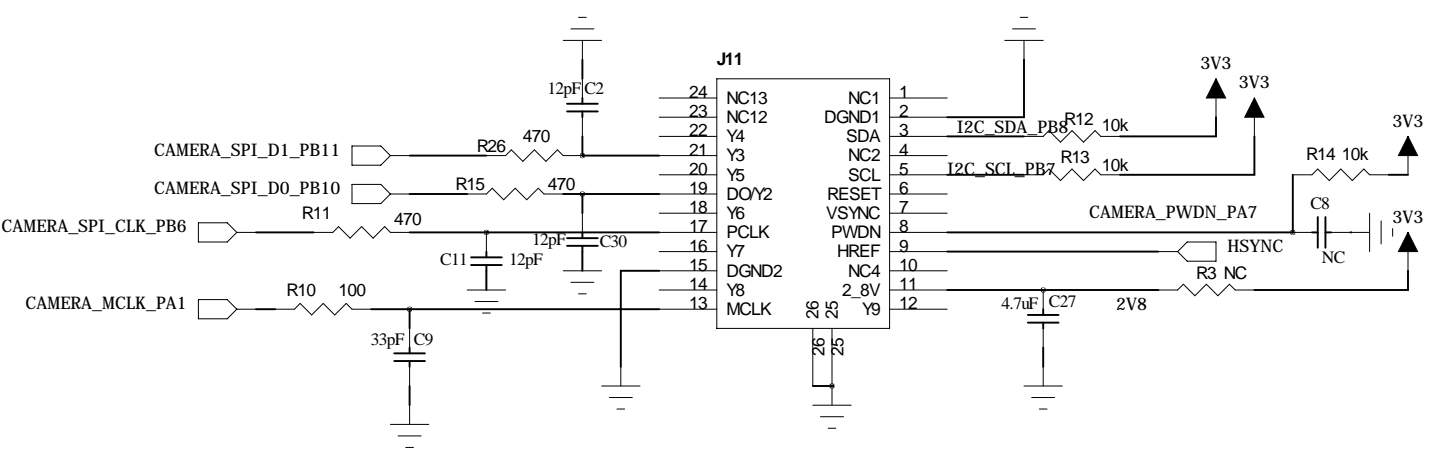 J11
3V3
3V3
12pF C2
24 NC13 NC1 1
23 NC12 DGND1 2
22 Y4 SDA 3 I2C_SDA_PB8 R12 10k
3V3
CAMERA_SPI_D1_PB11 R26 470 21 Y3 NC2 4
20 Y5 SCL 5 I2C_SCL_PB7 R13 10k
R14 10k
CAMERA_SPI_D0_PB10 R15 470 19 DO/Y2 RESET 6
18 Y6 VSYNC 7 CAMERA_PWDN_PA7 C8 3V3
CAMERA_SPI_CLK_PB6 R11 470 17 PCLK PWDN 8
12pF C30 16 Y7 HREF 9 HSYNC
NC
C11 12pF
15 DGND2 NC4 10
R3 NC
14 Y8 2_8V 11
CAMERA_MCLK_PA1 R10 100 13 MCLK Y9 12
26 25
4.7uF C27 2V8
33pF C9
26 25